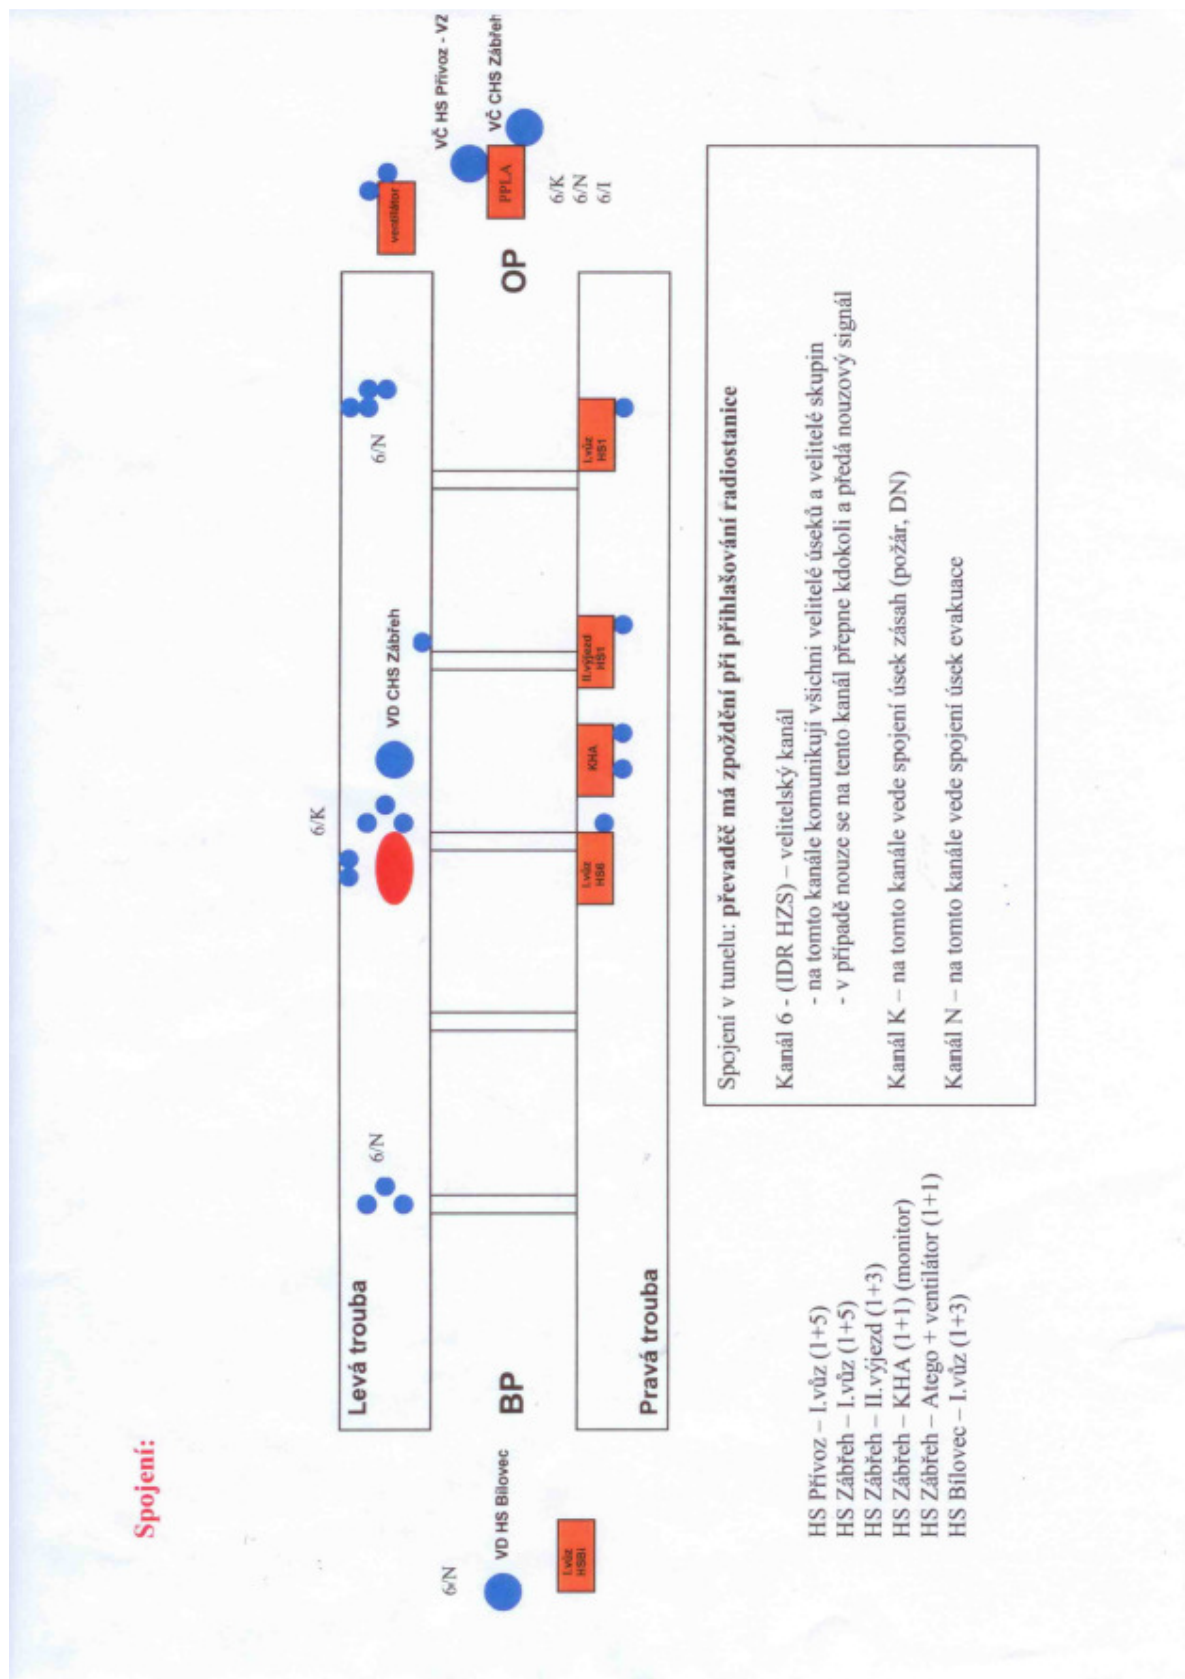 Spojení:
6/N
VD HS Bílovec
I.vůz
HSBI
BP
OP
Levá trouba
6/N
6/K
VD CHS Zábřeh
6/N
ventilátor
VČ HS Přívoz - VZ
PPLA
VČ CHS Zábřeh
6/K
6/N
6/I
Pravá trouba
I.vůz
HS6
KHA
II.výjezd
HS1
I.vůz
HS1
HS Přívoz – I.vůz (1+5)
HS Zábřeh – I.vůz (1+5)
HS Zábřeh – II.výjezd (1+3)
HS Zábřeh – KHA (1+1) (monitor)
HS Zábřeh – Atego + ventilátor (1+1)
HS Bílovec – I.vůz (1+3)
Spojení v tunelu: převaděč má zpoždění při přihlašování radiostanice
Kanál 6 - (IDR HZS) – velitelský kanál
- na tomto kanále komunikují všichni velitelé úseků a velitelé skupin
- v případě nouze se na tento kanál přepne kdokoli a předá nouzový signál
Kanál K – na tomto kanále vede spojení úsek zásah (požár, DN)
Kanál N – na tomto kanále vede spojení úsek evakuace